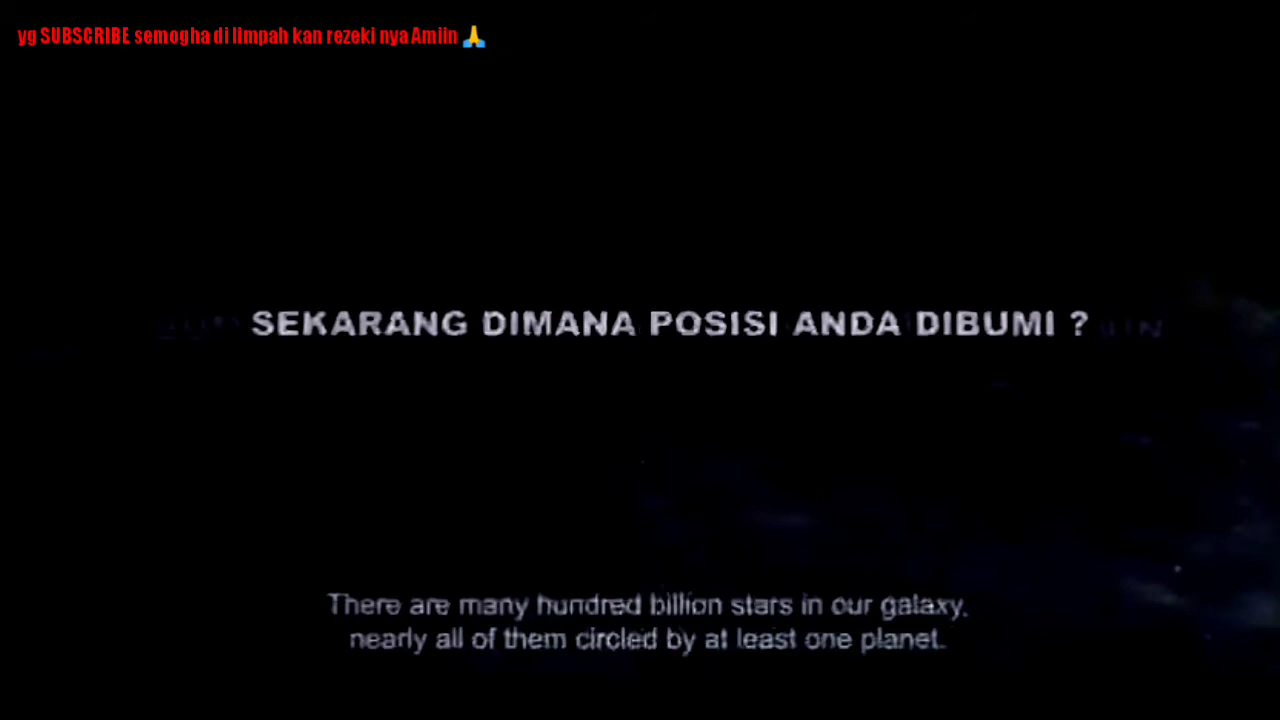 yg SUBSCRIBE semogha di limpah kan rezeki nya Amiin 🙏
SEKARANG DIMANA POSISI ANDA DIBUMI ?
There are many hundred billion stars in our galaxy,
nearly all of them circled by at least one planet.